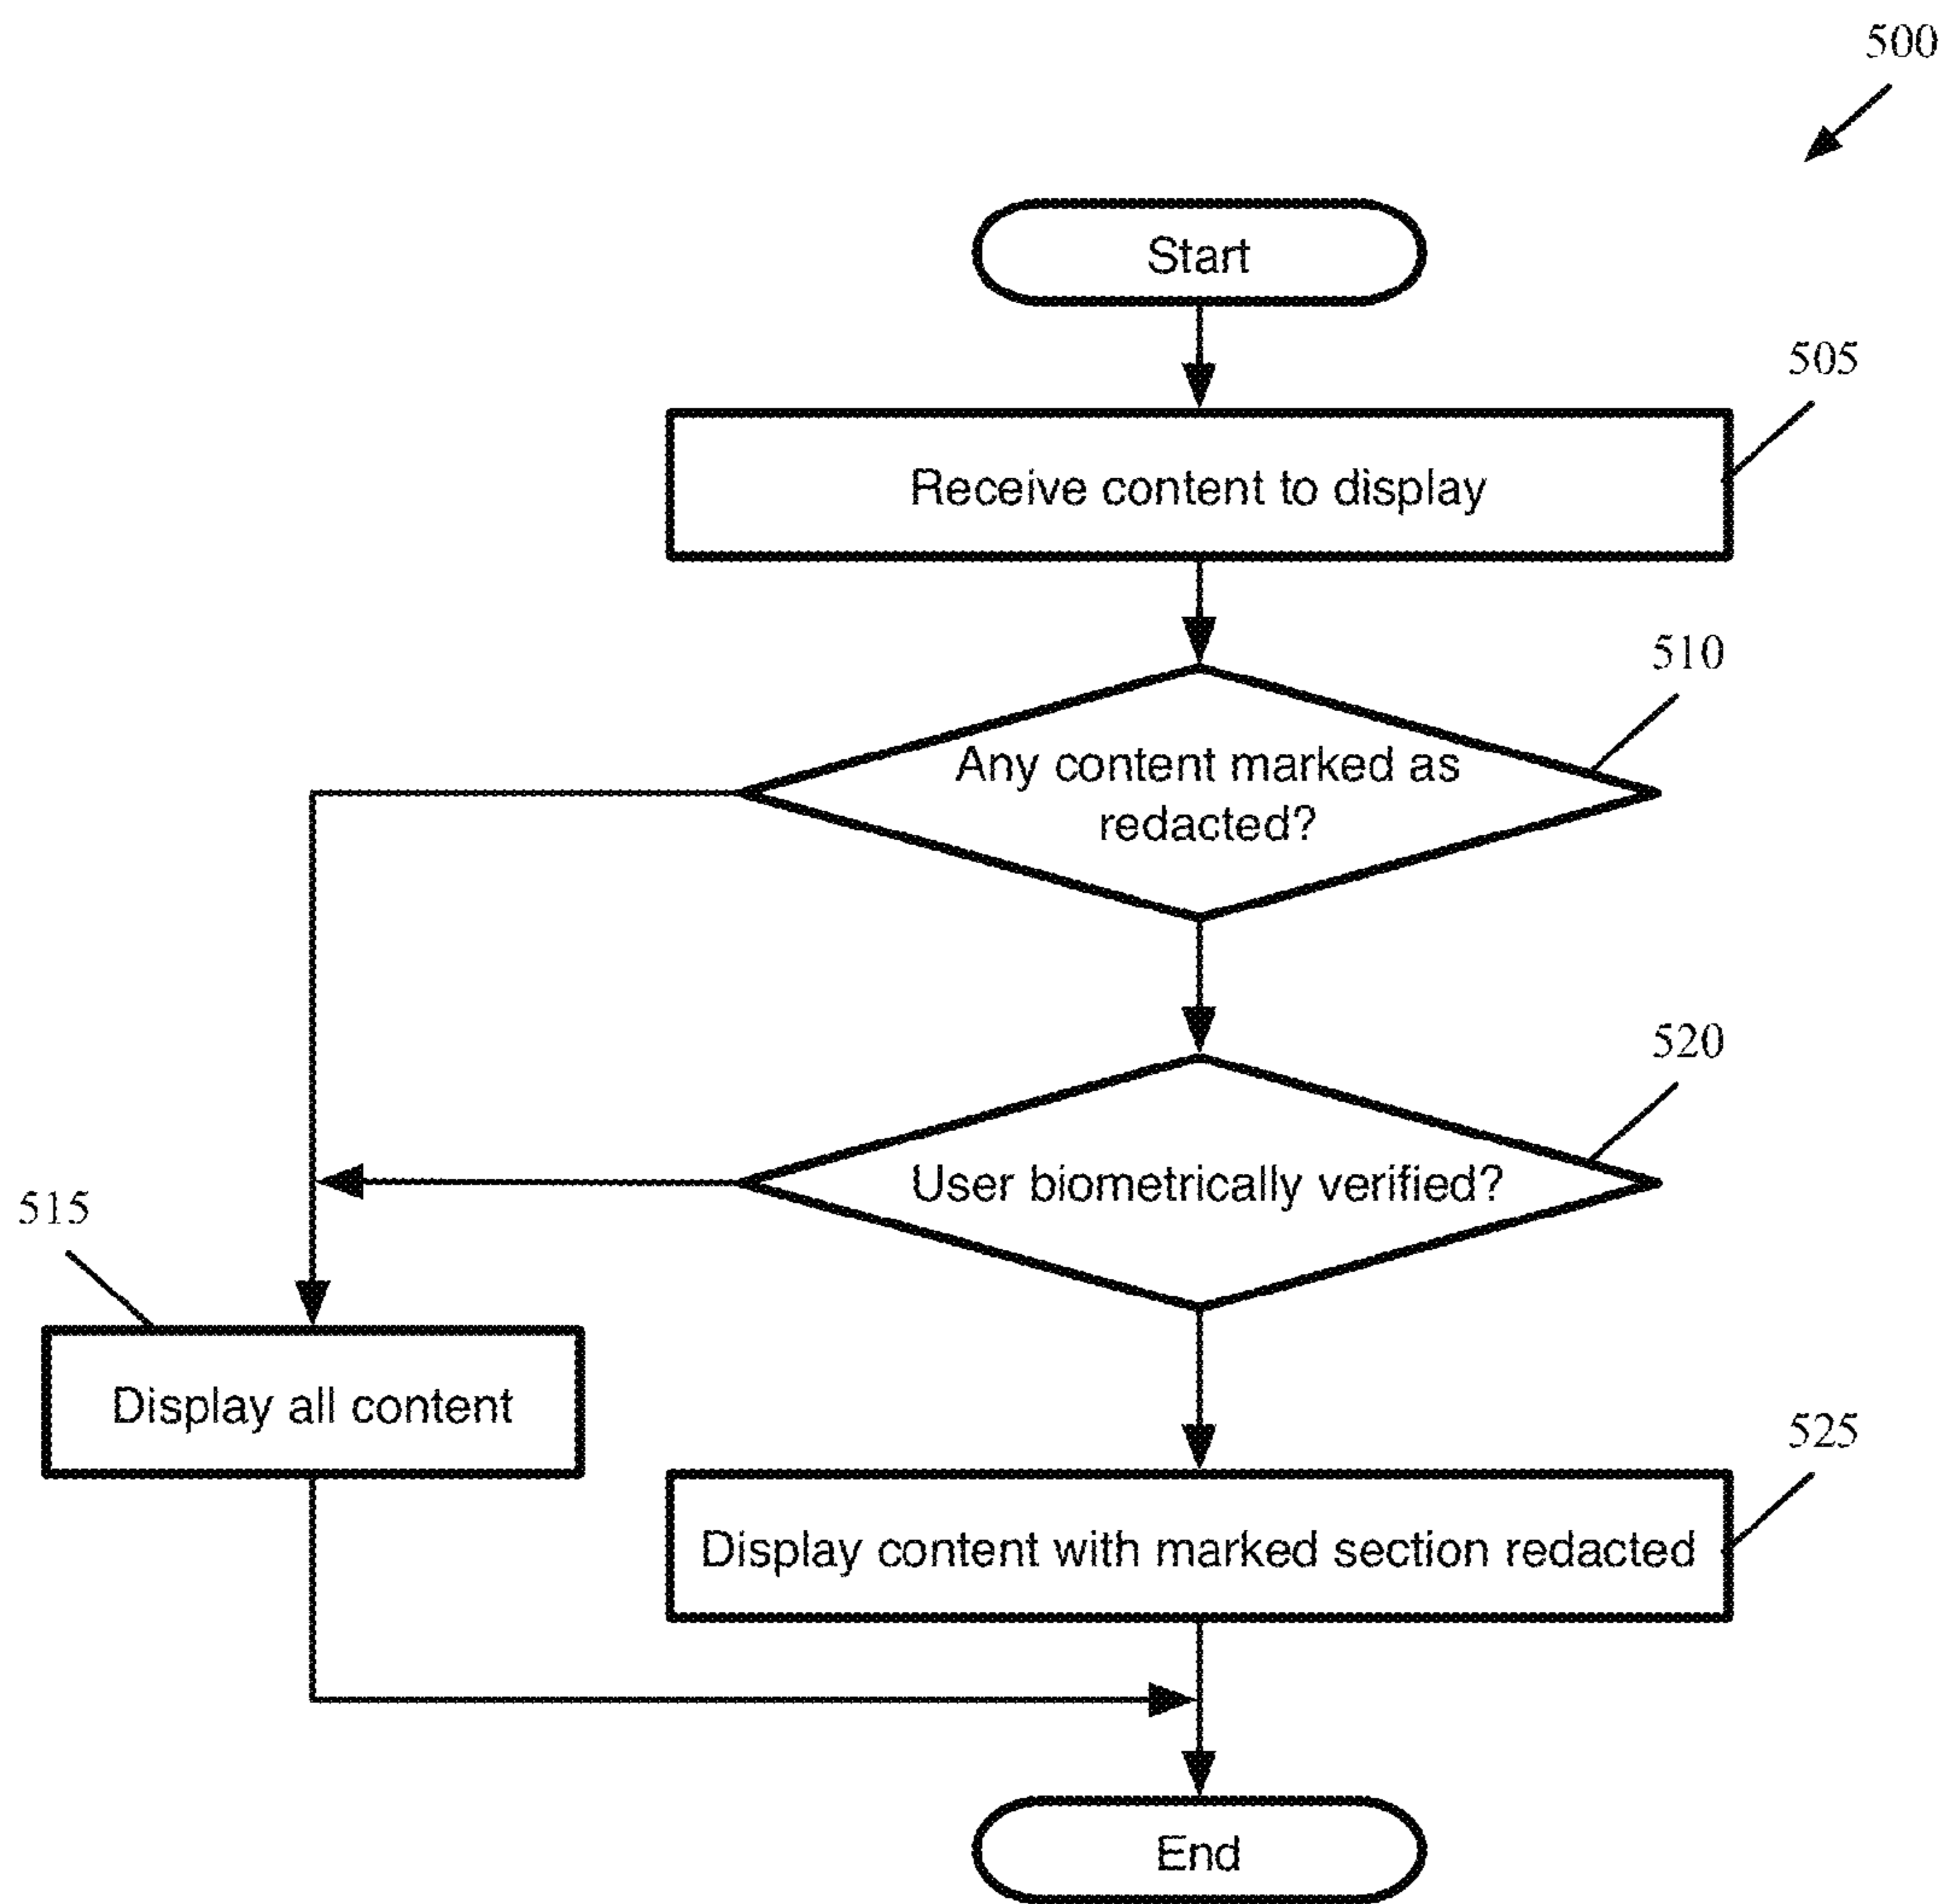 500
Start
505
Receive content to display
510
Any content marked as
redacted?
520
User biometrically verified?
515
Display all content
525
Display content with marked section redacted
End